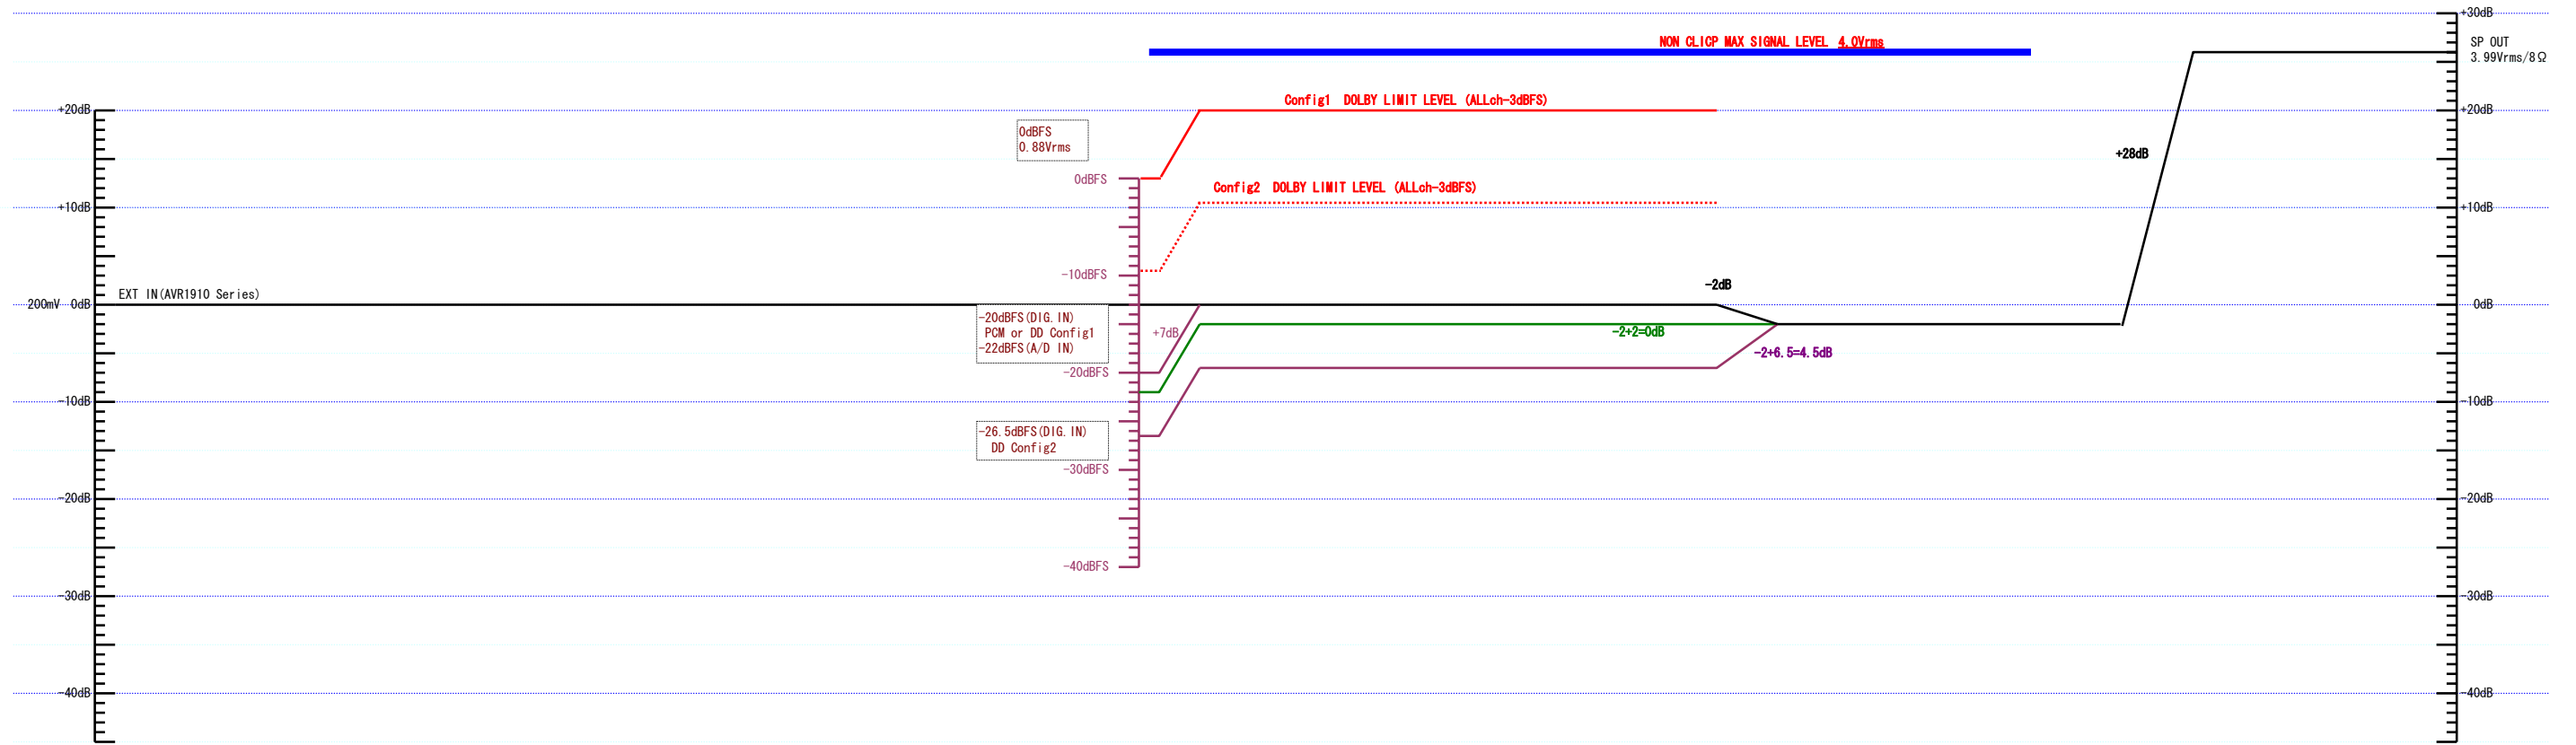 +30dB
NON CLICP MAX SIGNAL LEVEL 4.0Vrms
SP OUT
3.99Vrms/8Ω
Config1 DOLBY LIMIT LEVEL (ALLch-3dBFS)
+20dB
+20dB
0dBFS
0.88Vrms
+28dB
0dBFS
Config2 DOLBY LIMIT LEVEL (ALLch-3dBFS)
+10dB
+10dB
-10dBFS
-2dB
EXT IN(AVR1910 Series)
200mV 0dB
0dB
-20dBFS(DIG.IN)
PCM or DD Config1
-22dBFS(A/D IN)
+7dB
-2+2=0dB
-2+6.5=4.5dB
-20dBFS
-10dB
-10dB
-26.5dBFS(DIG.IN)
DD Config2
-30dBFS
-20dB
-20dB
-40dBFS
-30dB
-30dB
-40dB
-40dB